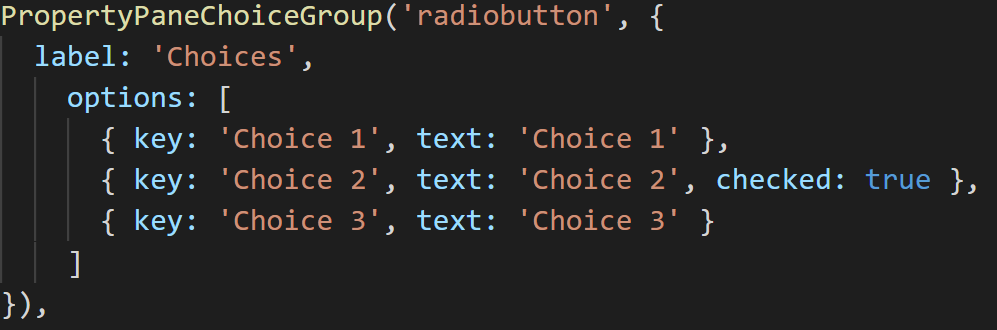 PropertyPaneChoiceGroup('radiobutton', {
label: 'Choices',
options: [
{ key: 'Choice 1', text: 'Choice 1' },
{ key: 'Choice 2', text: 'Choice 2', checked: true },
{ key: 'Choice 3', text: 'Choice 3' }
]
}),